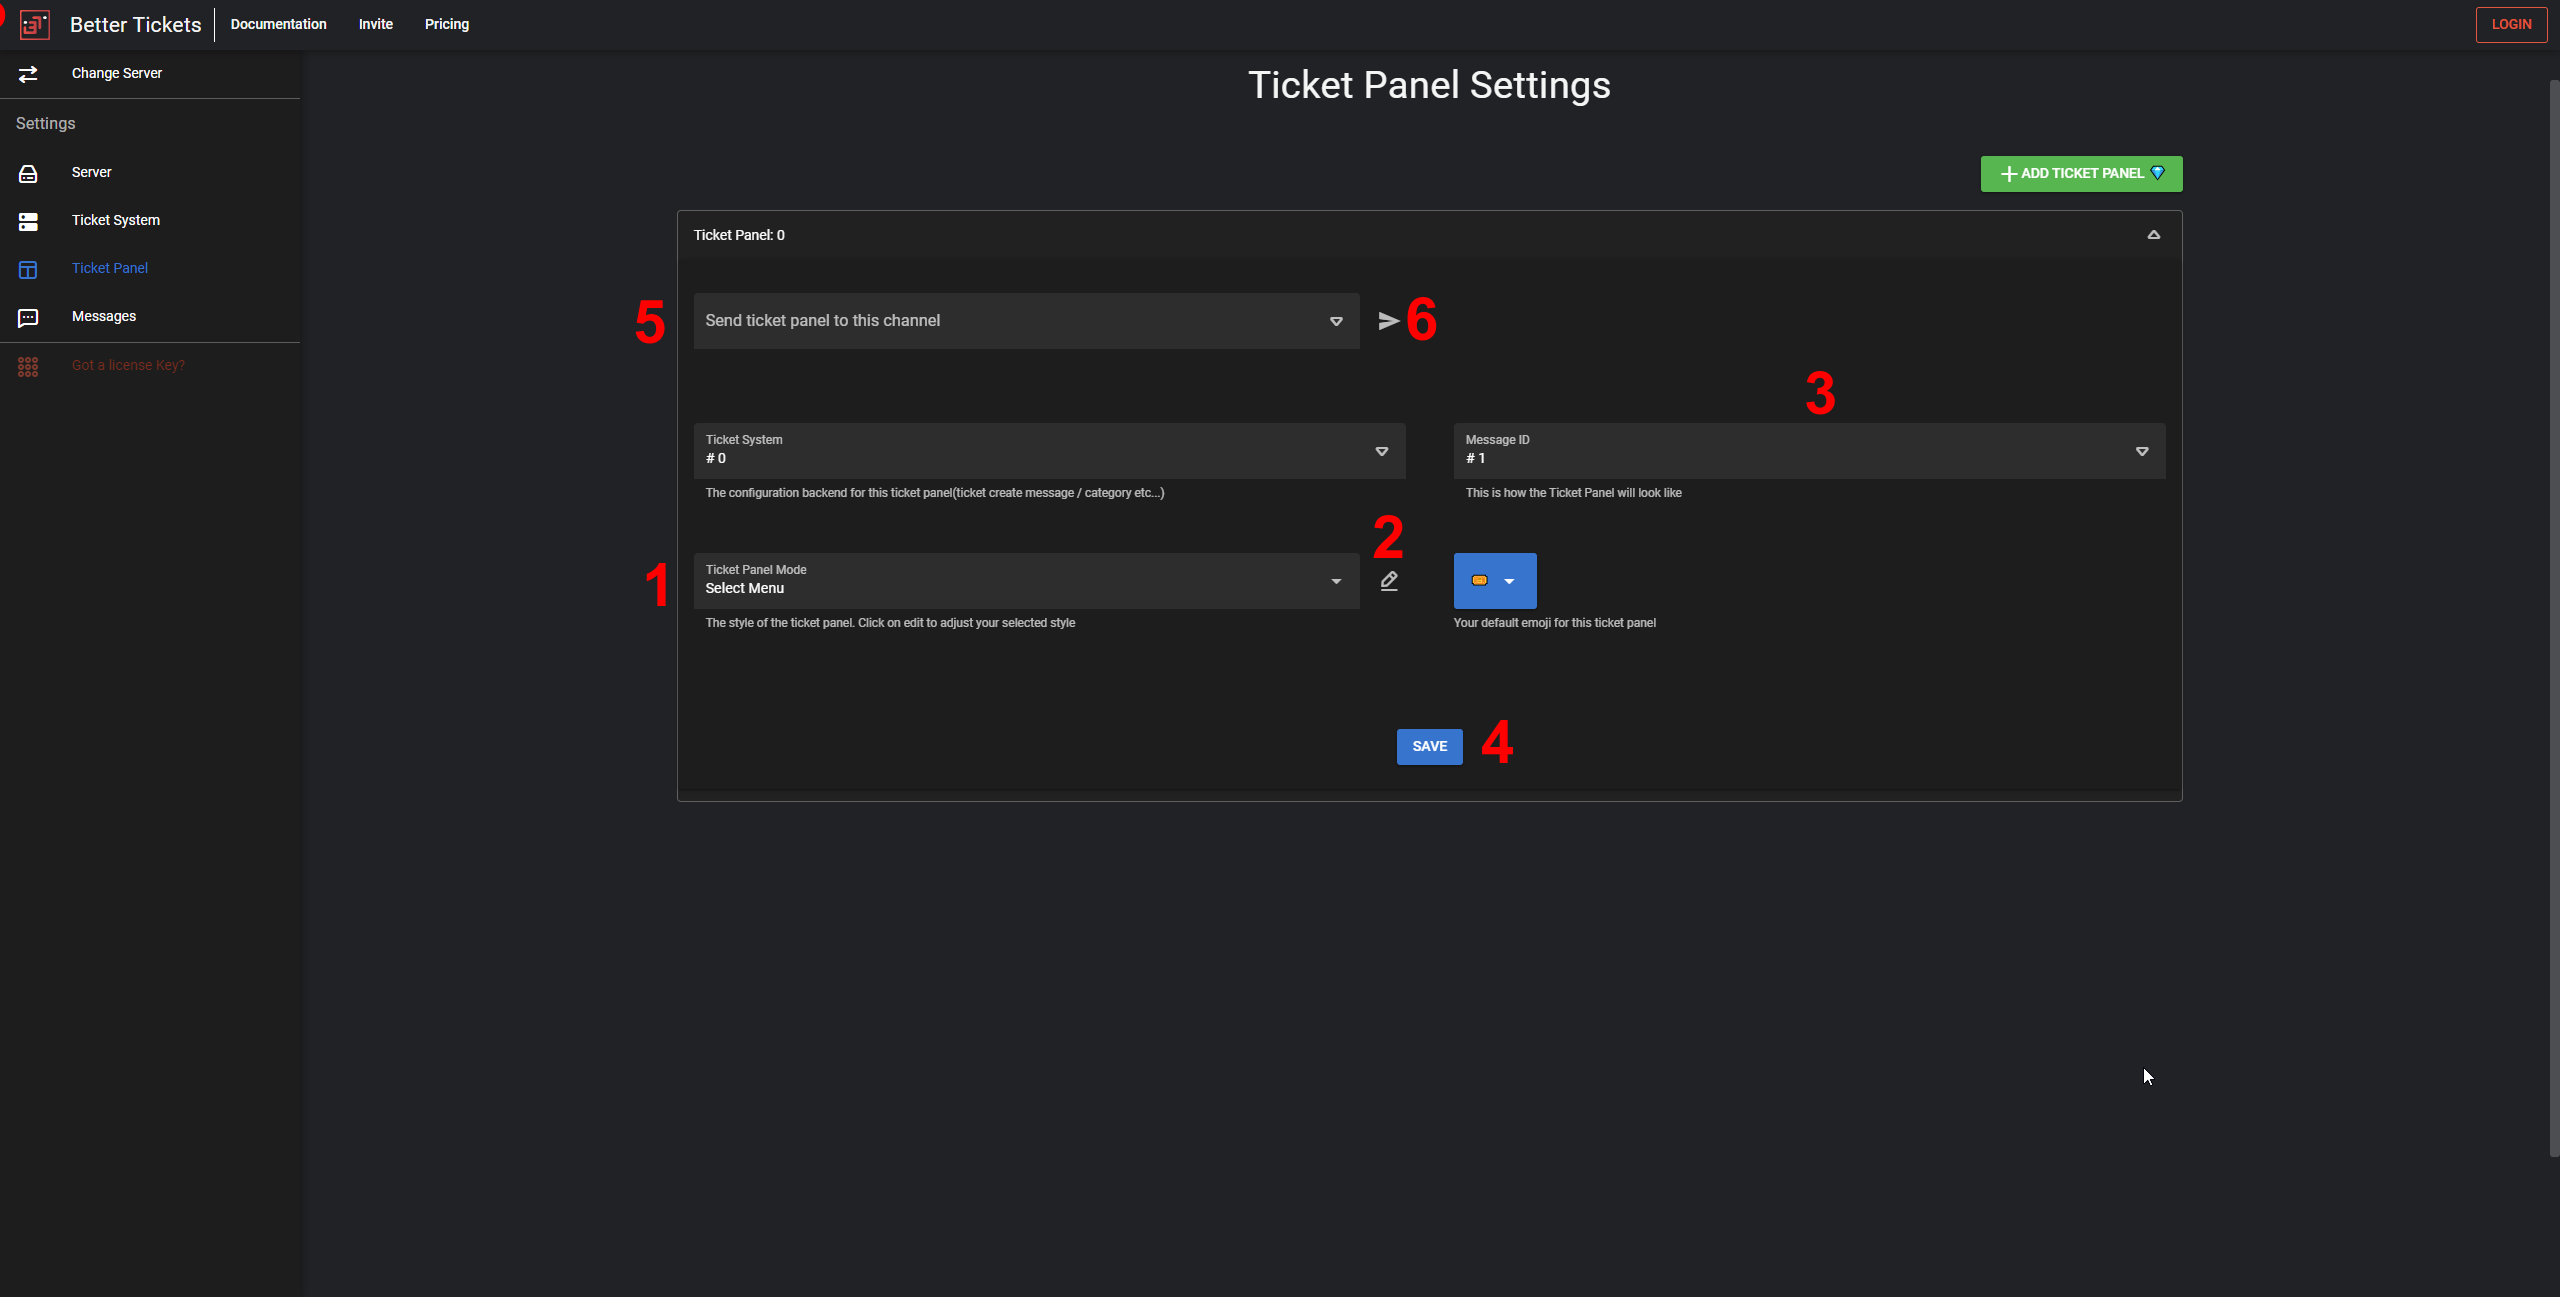 Better Tickets
Documentation
Invite
Pricing
LOGIN
Change Server
Settings
Server
Ticket System
Ticket Panel
Messages
Got a license Key?
Ticket Panel Settings
ADD TICKET PANEL
Ticket Panel: 0
5
Send ticket panel to this channel
6
3
Ticket System
# 0
The configuration backend for this ticket panel(ticket create message / category etc...)
Message ID
# 1
This is how the Ticket Panel will look like
2
1
Ticket Panel Mode
Select Menu
The style of the ticket panel. Click on edit to adjust your selected style
Your default emoji for this ticket panel
SAVE
4